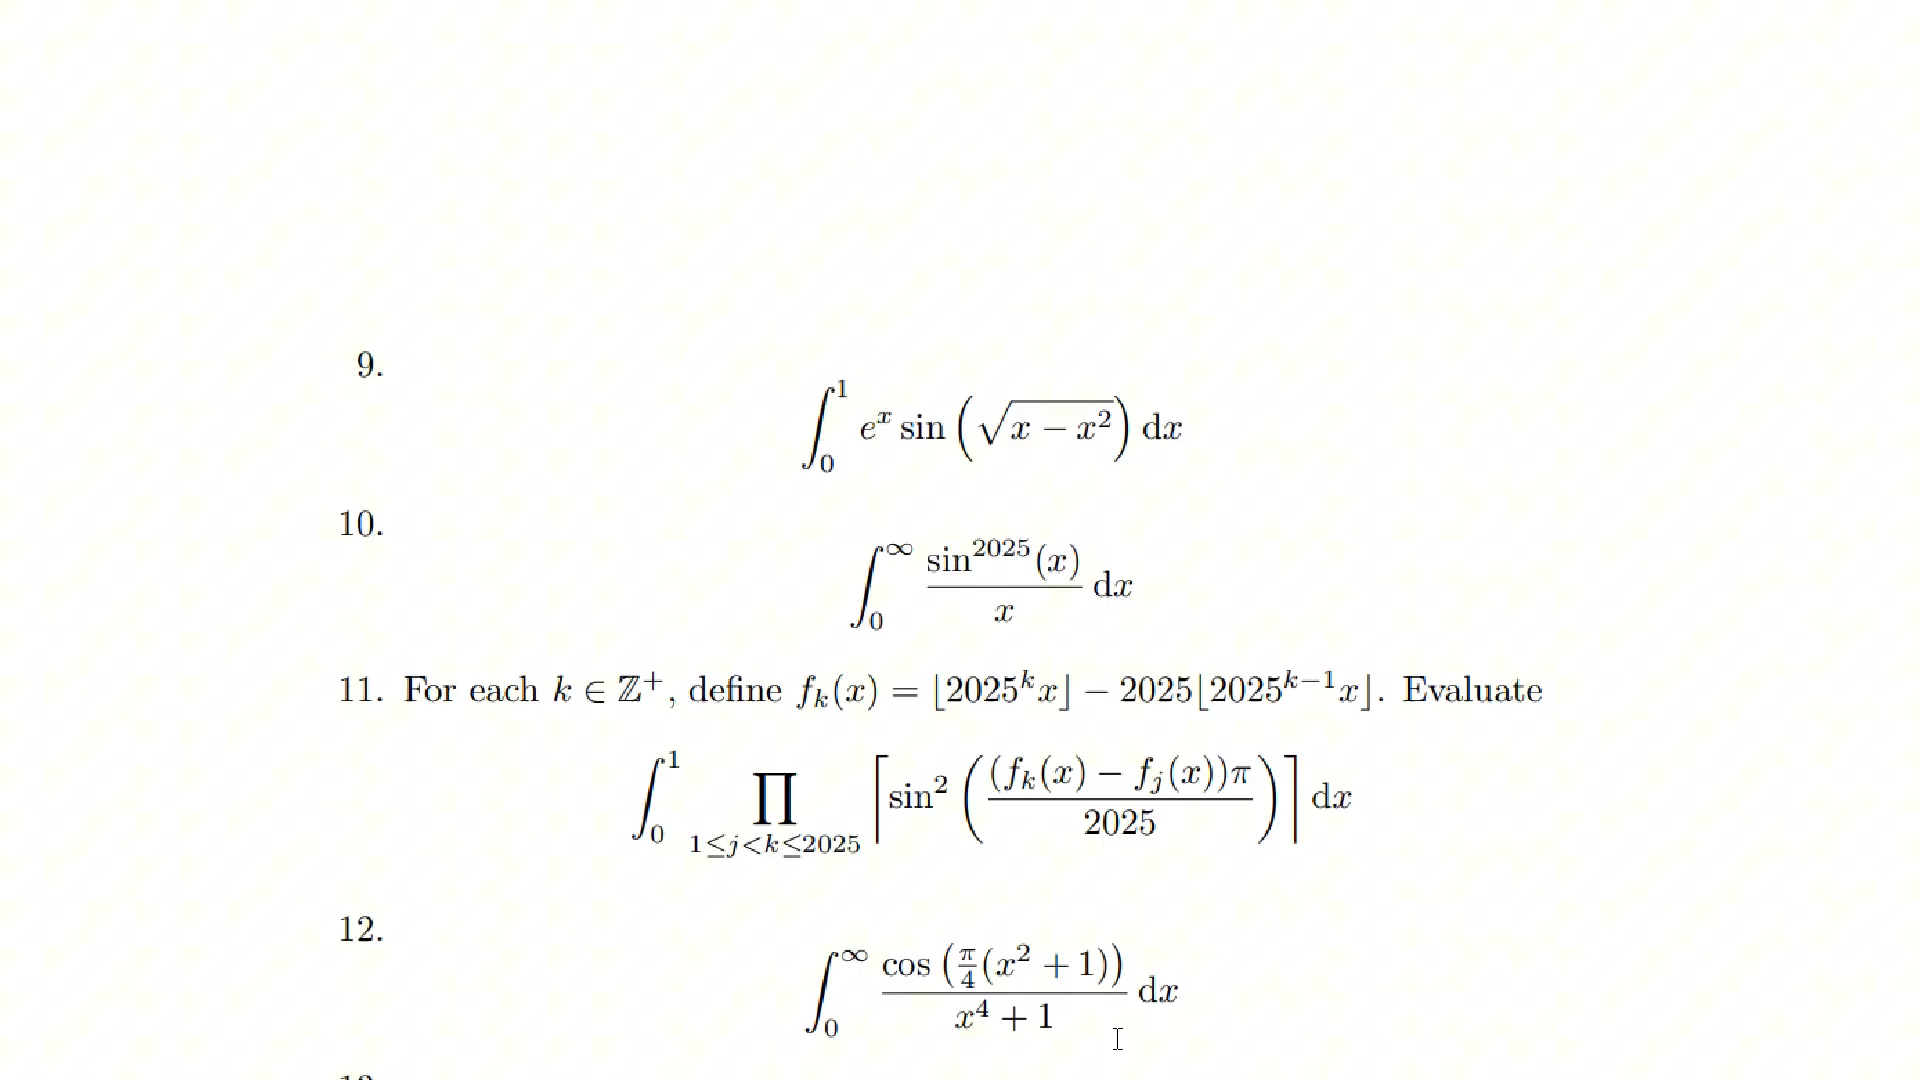 9.
∫₀¹ eˣ sin(√(x − x²)) dx
10.
∫₀^∞ sin²⁰²⁵(x) / x dx
11. For each k ∈ ℤ⁺, define fₖ(x) = ⌊2025ᵏx⌋ − 2025⌊2025ᵏ⁻¹x⌋. Evaluate
∫₀¹ ∏_{1≤j<k≤2025} ⌈sin²((fₖ(x) − fⱼ(x))π / 2025)⌉ dx
12.
∫₀^∞ cos(π/4 (x² + 1)) / (x⁴ + 1) dx